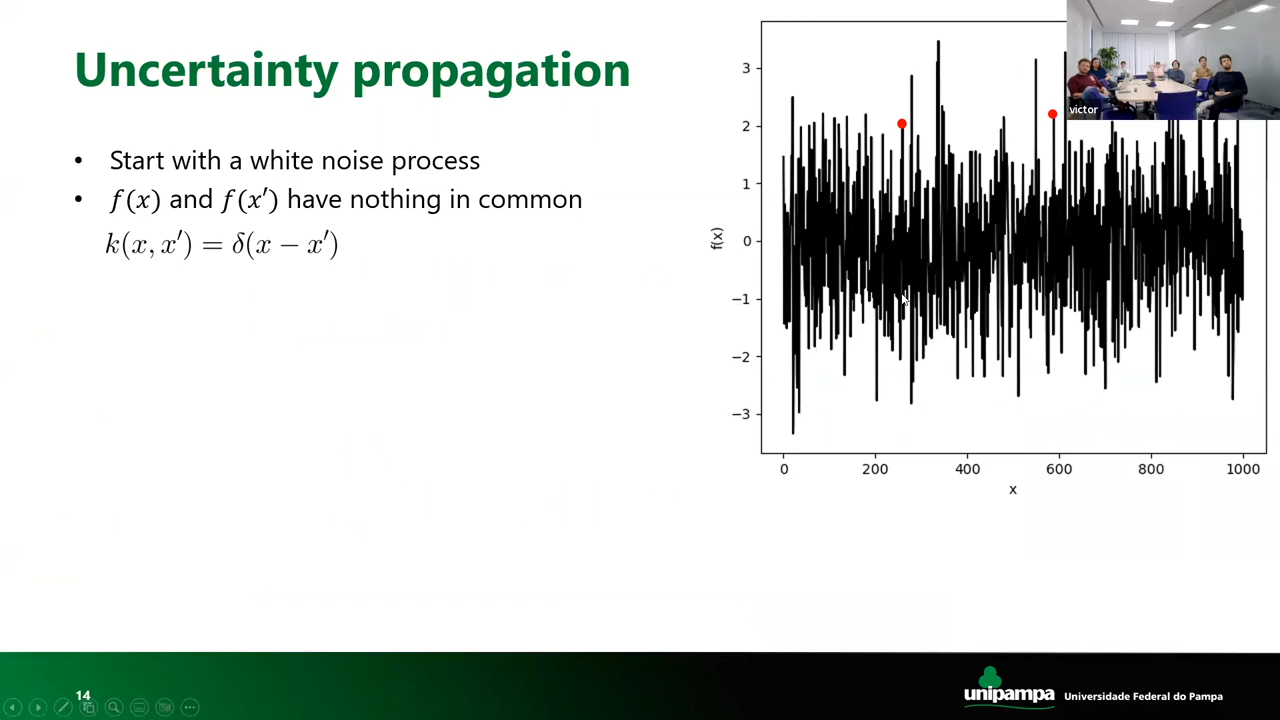 Uncertainty propagation
• Start with a white noise process
• f(x) and f(x′) have nothing in common
k(x, x′) = δ(x − x′)
victor
3
2
1
0
−1
−2
−3
f(x)
0 200 400 600 800 1000
x
14
unipampa
Universidade Federal do Pampa